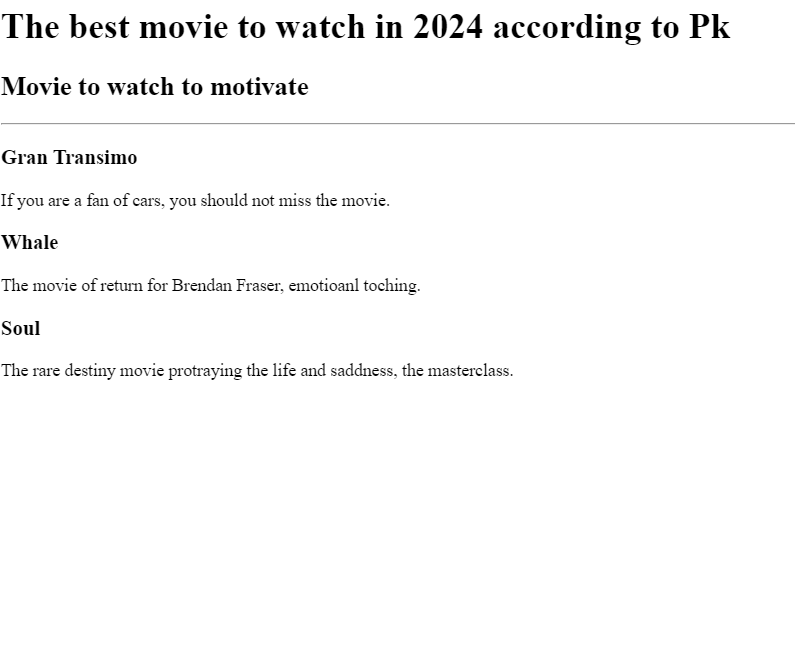 The best movie to watch in 2024 according to Pk
Movie to watch to motivate
Gran Transimo
If you are a fan of cars, you should not miss the movie.
Whale
The movie of return for Brendan Fraser, emotioanl toching.
Soul
The rare destiny movie protraying the life and saddness, the masterclass.